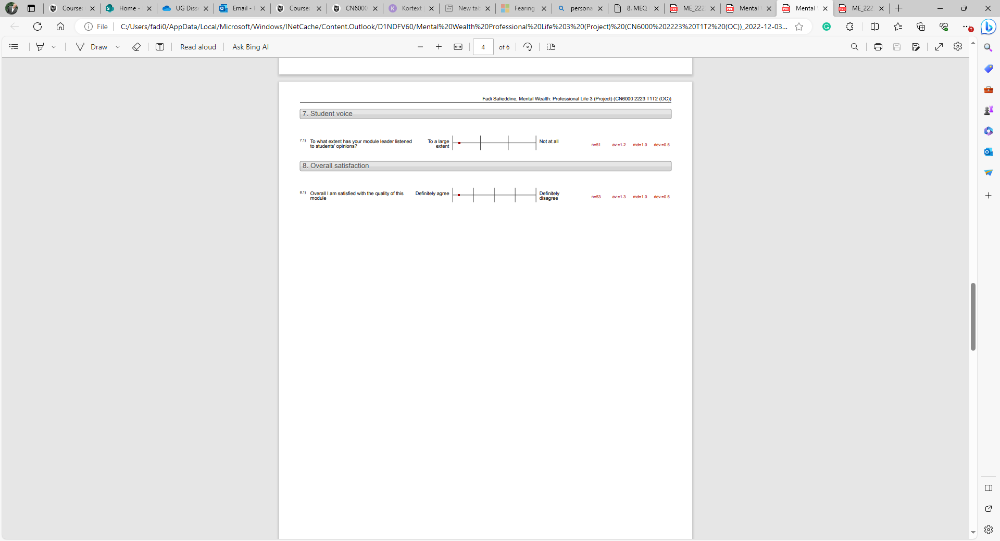 Course:
Home -
UG Diss
Email - F
Course:
CN6000
Kortext
New tab
Fearing
persona
8. MEQ
ME_222
Mental
Mental
ME_222
File
C:/Users/fadi0/AppData/Local/Microsoft/Windows/INetCache/Content.Outlook/D1NDFV60/Mental%20Wealth%20Professional%20Life%203%20(Project)%20(CN6000%202223%20T1T2%20(OC))_2022-12-03...
Draw
Read aloud
Ask Bing AI
4
of 6
Fadi Safieddine, Mental Wealth: Professional Life 3 (Project) (CN6000 2223 T1T2 (OC))
7. Student voice
7.1) To what extent has your module leader listened
to students' opinions?
To a large
extent
Not at all
n=51 av.=1.2 md=1.0 dev.=0.5
8. Overall satisfaction
8.1) Overall I am satisfied with the quality of this
module
Definitely agree
Definitely
disagree
n=53 av.=1.3 md=1.0 dev.=0.5